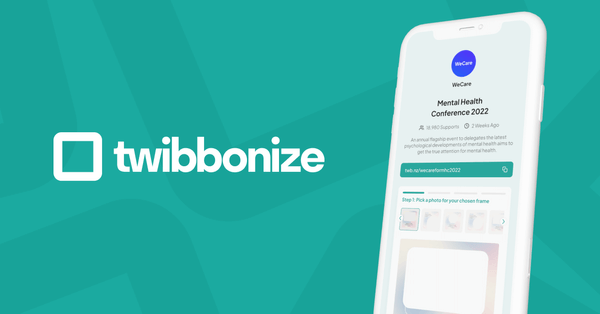 twibbonize
WeCare
WeCare
Mental Health
Conference 2022
18,980 Supports 2 Weeks Ago
An annual flagship event to delegates the latest
psychological developments of mental health aims to
get the true attention for mental health.
twb.nz/wecareformhc2022
Step 1: Pick a photo for your chosen frame